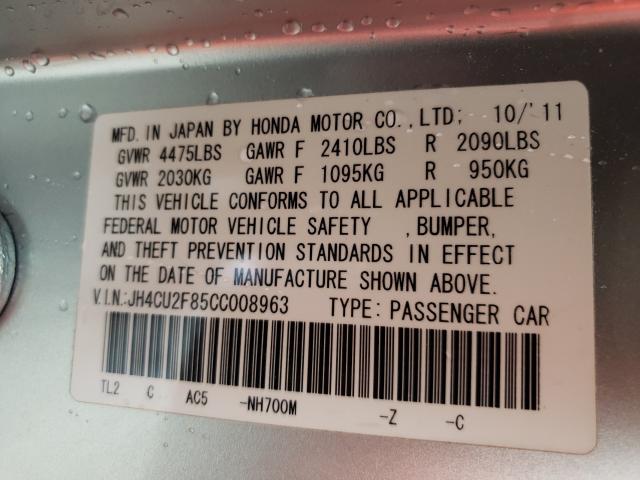 MFD. IN JAPAN BY HONDA MOTOR CO.,LTD; 10/'11
GVWR 4475LBS GAWR F 2410LBS R 2090LBS
GVWR 2030KG GAWR F 1095KG R 950KG
THIS VEHICLE CONFORMS TO ALL APPLICABLE
FEDERAL MOTOR VEHICLE SAFETY , BUMPER,
AND THEFT PREVENTION STANDARDS IN EFFECT
ON THE DATE OF MANUFACTURE SHOWN ABOVE.
V.I.N.:JH4CU2F85CC008963 TYPE: PASSENGER CAR
TL2 C AC5 -NH700M -Z -C